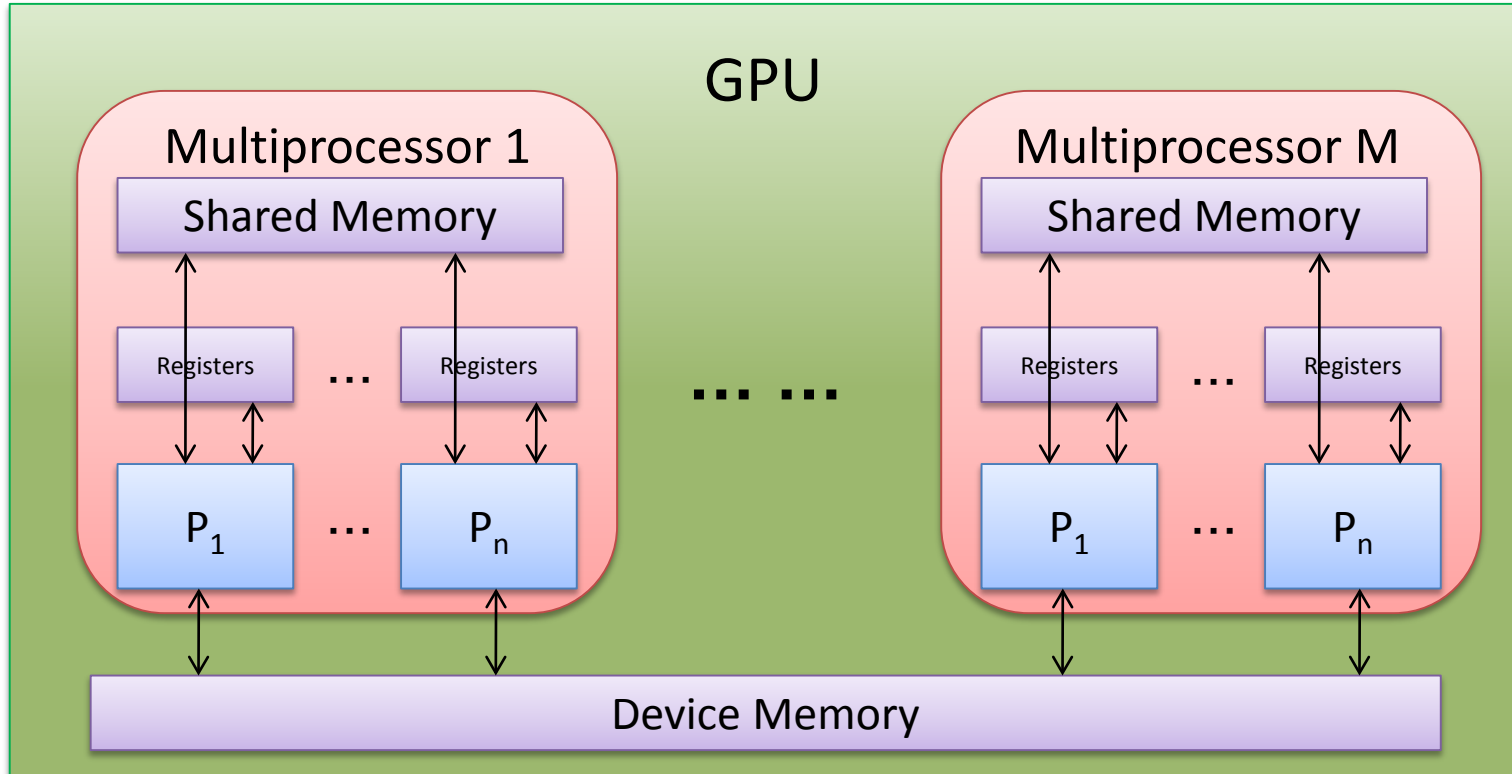 GPU
Multiprocessor 1
Shared Memory
Registers ... Registers
P1 ... Pn
... ...
Multiprocessor M
Shared Memory
Registers ... Registers
P1 ... Pn
Device Memory